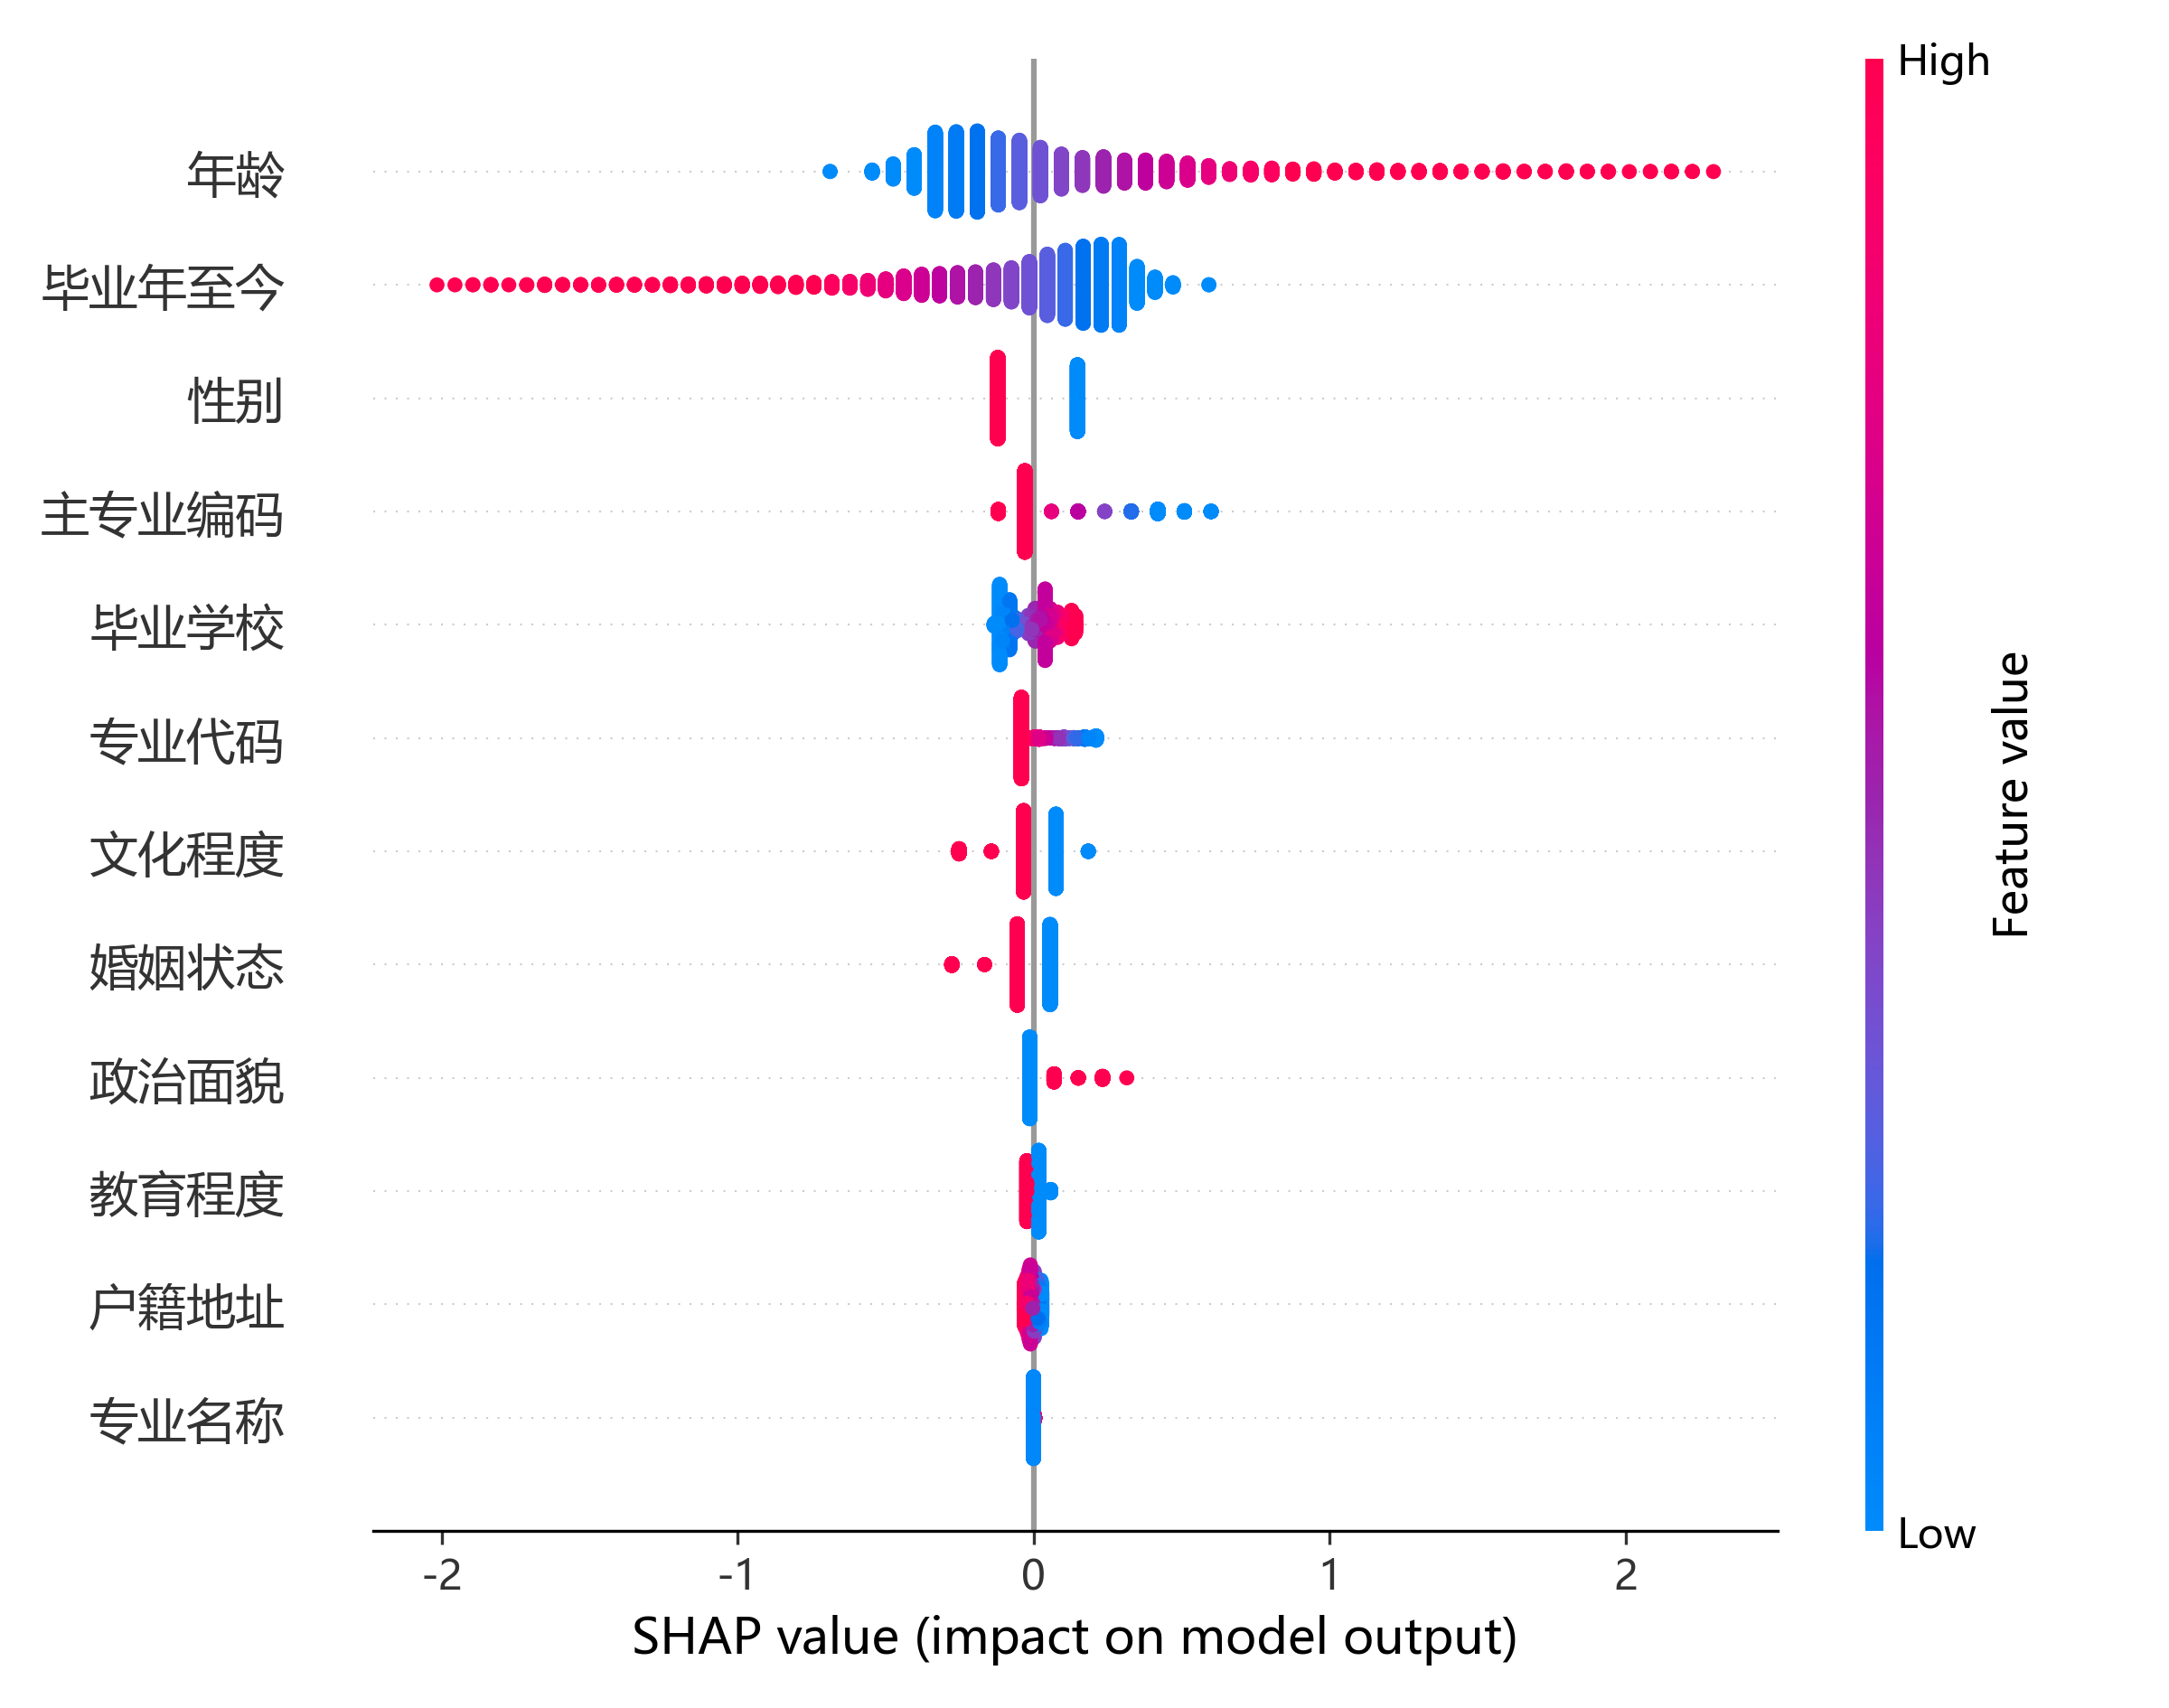 High
年龄
毕业年至今
性别
主专业编码
毕业学校
专业代码
文化程度
婚姻状态
政治面貌
教育程度
户籍地址
专业名称
Feature value
Low
-2 -1 0 1 2
SHAP value (impact on model output)